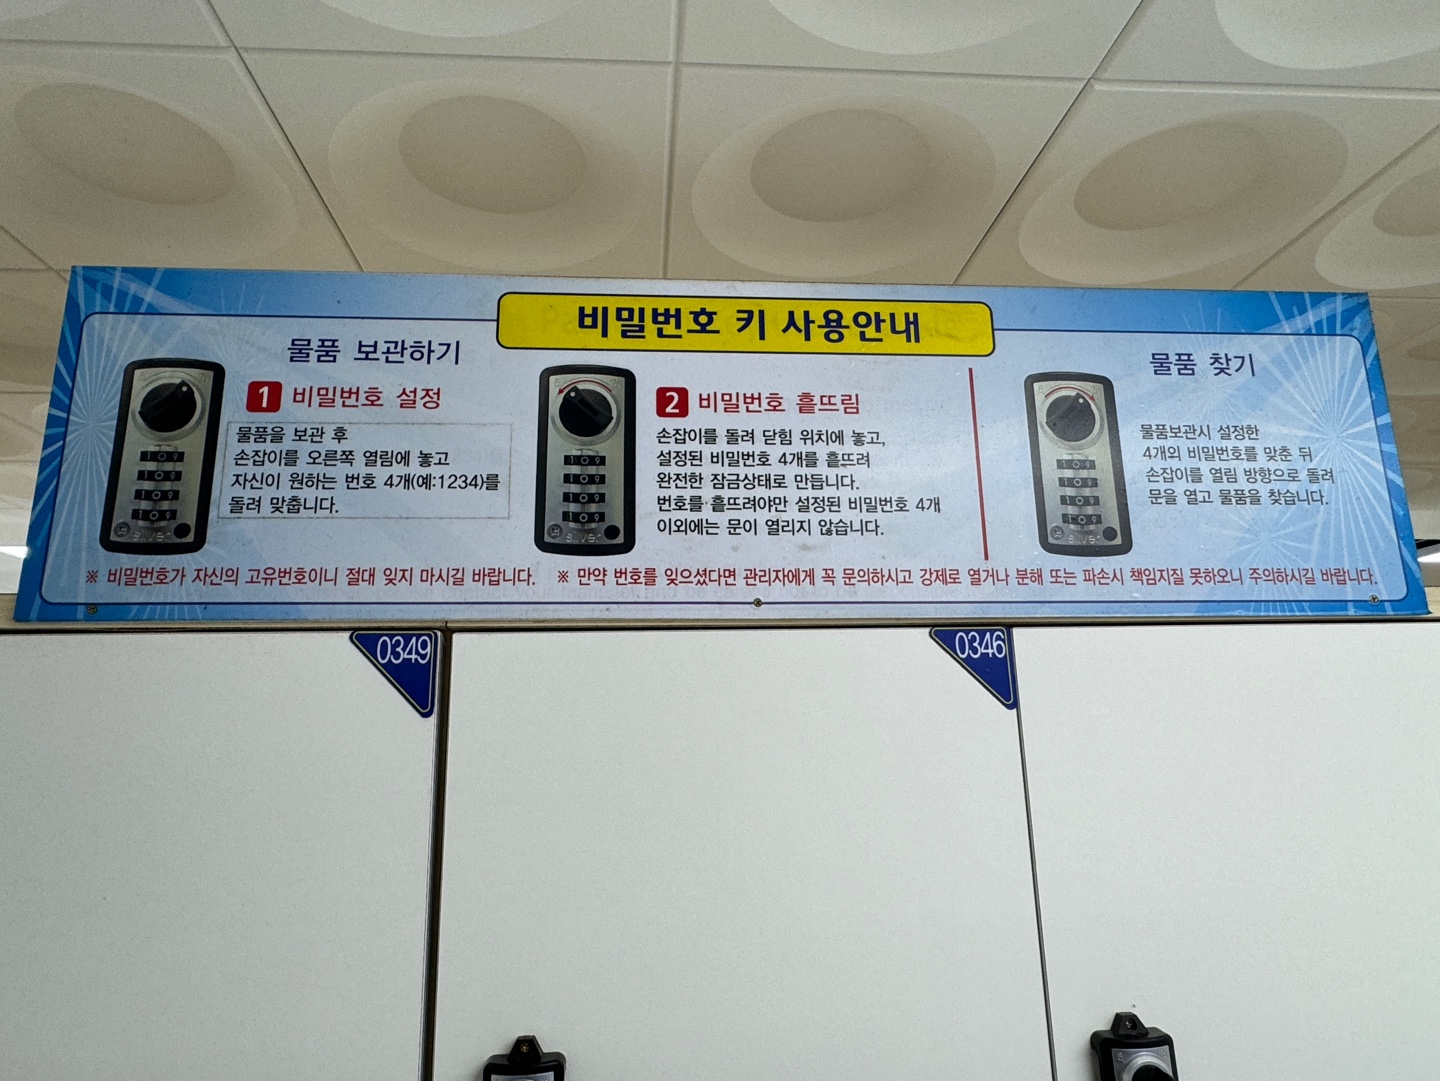 비밀번호 키 사용안내
물품 보관하기
1 비밀번호 설정
물품을 보관 후
손잡이를 오른쪽 열림에 놓고
자신이 원하는 번호 4개(예:1234)를
돌려 맞춥니다.
2 비밀번호 흩뜨림
손잡이를 돌려 닫힘 위치에 놓고,
설정된 비밀번호 4개를 흩뜨려
완전한 잠금상태로 만듭니다.
번호를 흩뜨려야만 설정된 비밀번호 4개
이외에는 문이 열리지 않습니다.
물품 찾기
물품보관시 설정한
4개의 비밀번호를 맞춘 뒤
손잡이를 열림 방향으로 돌려
문을 열고 물품을 찾습니다.
※ 비밀번호가 자신의 고유번호이니 절대 잊지 마시길 바랍니다. ※ 만약 번호를 잊으셨다면 관리자에게 꼭 문의하시고 강제로 열거나 분해 또는 파손시 책임지질 못하오니 주의하시길 바랍니다.
0349
0346